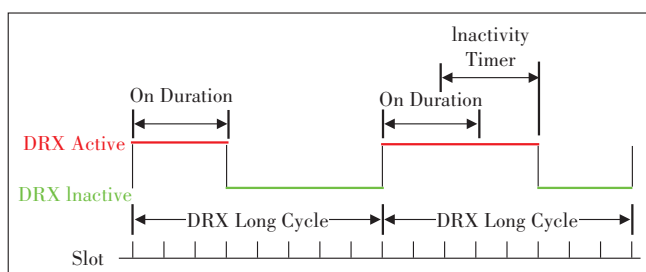 Inactivity
Timer
On Duration
On Duration
DRX Active
DRX Inactive
DRX Long Cycle
DRX Long Cycle
Slot